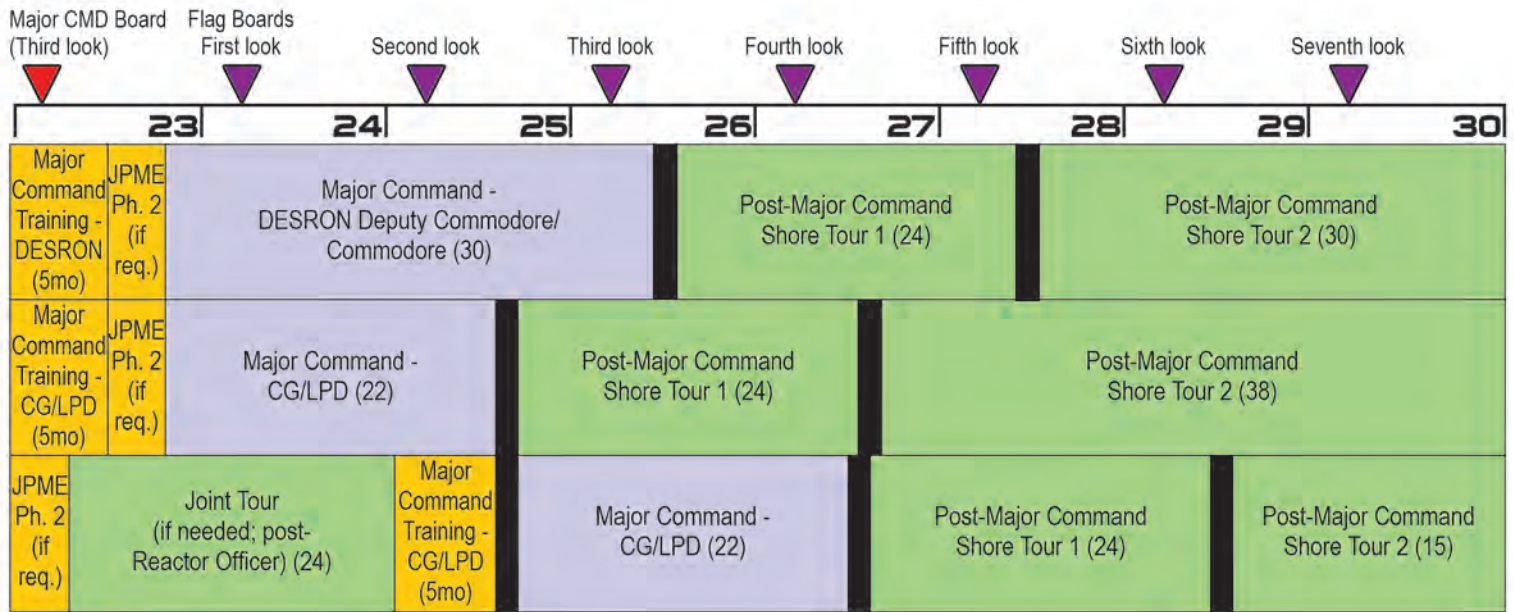 Major CMD Board
(Third look)
Flag Boards
First look
Second look
Third look
Fourth look
Fifth look
Sixth look
Seventh look
23
24
25
26
27
28
29
30
Major
Command
Training -
DESRON
(5mo)
JPME
Ph. 2
(if
req.)
Major Command -
DESRON Deputy Commodore/
Commodore (30)
Post-Major Command
Shore Tour 1 (24)
Post-Major Command
Shore Tour 2 (30)
Major
Command
Training -
CG/LPD
(5mo)
JPME
Ph. 2
(if
req.)
Major Command -
CG/LPD (22)
Post-Major Command
Shore Tour 1 (24)
Post-Major Command
Shore Tour 2 (38)
JPME
Ph. 2
(if
req.)
Joint Tour
(if needed; post-
Reactor Officer) (24)
Major
Command
Training -
CG/LPD
(5mo)
Major Command -
CG/LPD (22)
Post-Major Command
Shore Tour 1 (24)
Post-Major Command
Shore Tour 2 (15)